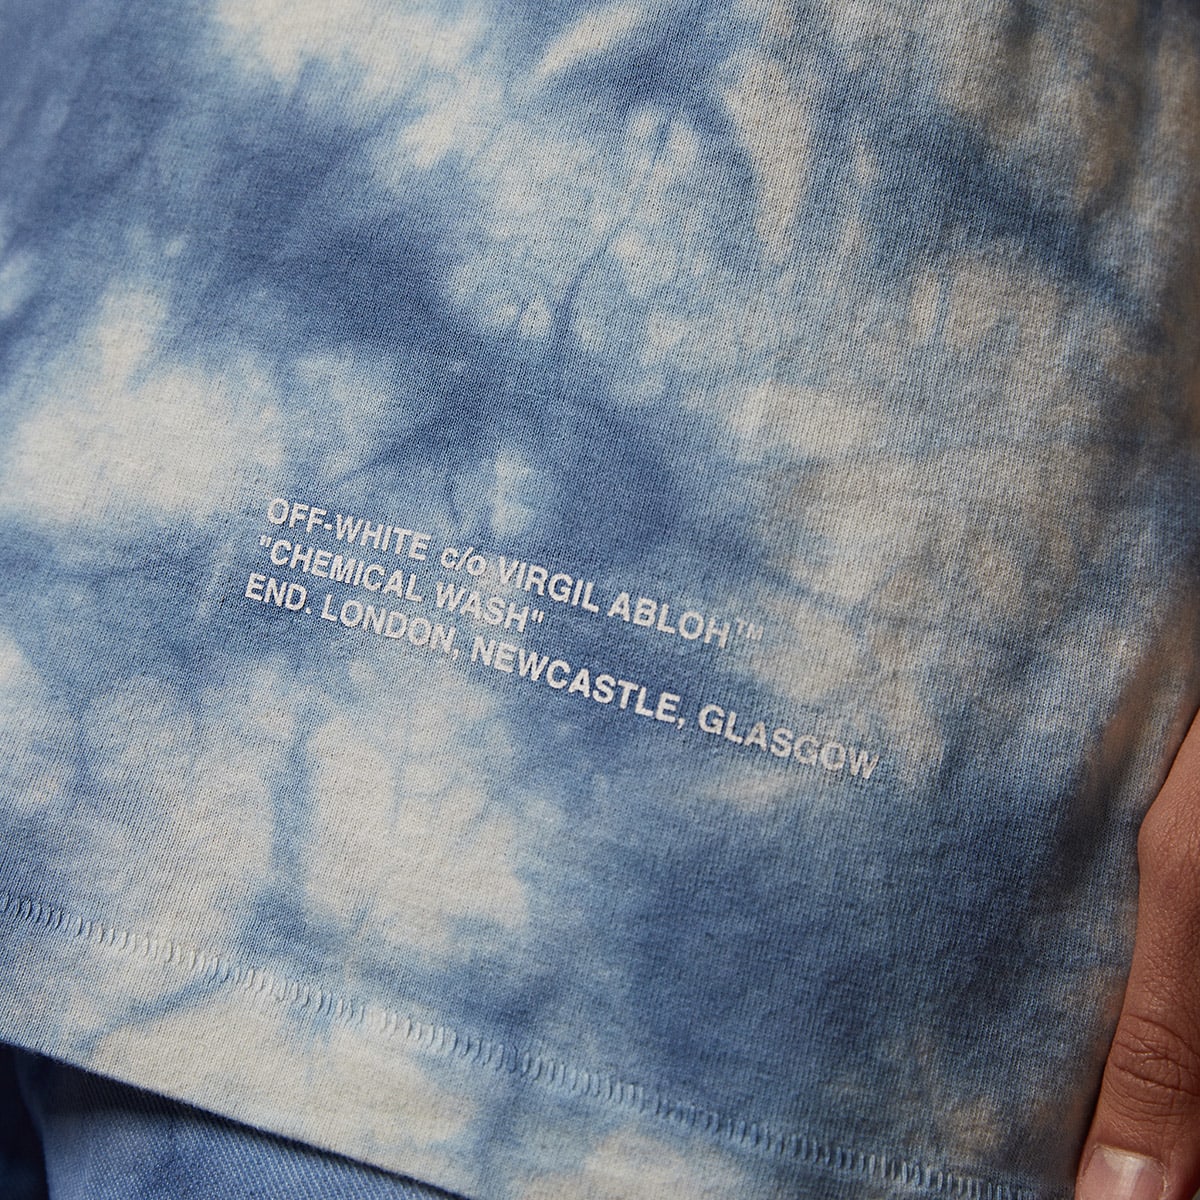 OFF-WHITE c/o VIRGIL ABLOH™
"CHEMICAL WASH"
END. LONDON, NEWCASTLE, GLASGOW